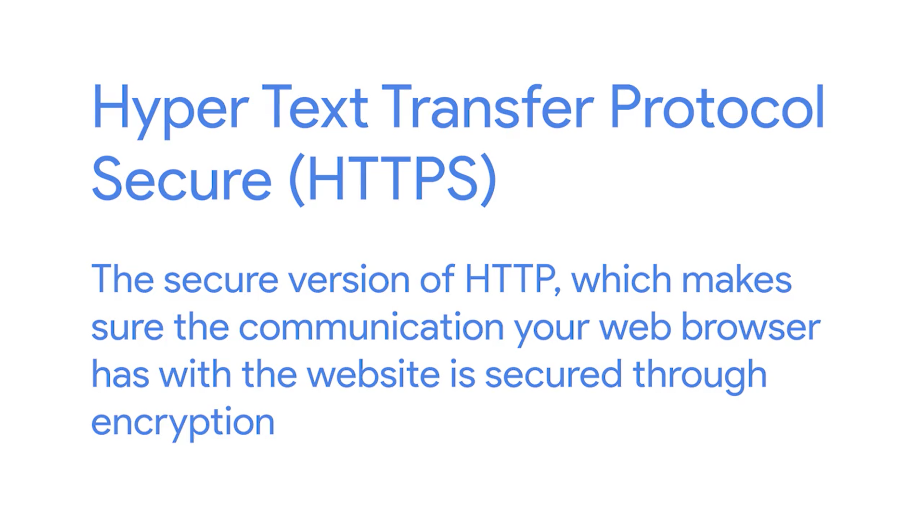 Hyper Text Transfer Protocol
Secure (HTTPS)
The secure version of HTTP, which makes
sure the communication your web browser
has with the website is secured through
encryption